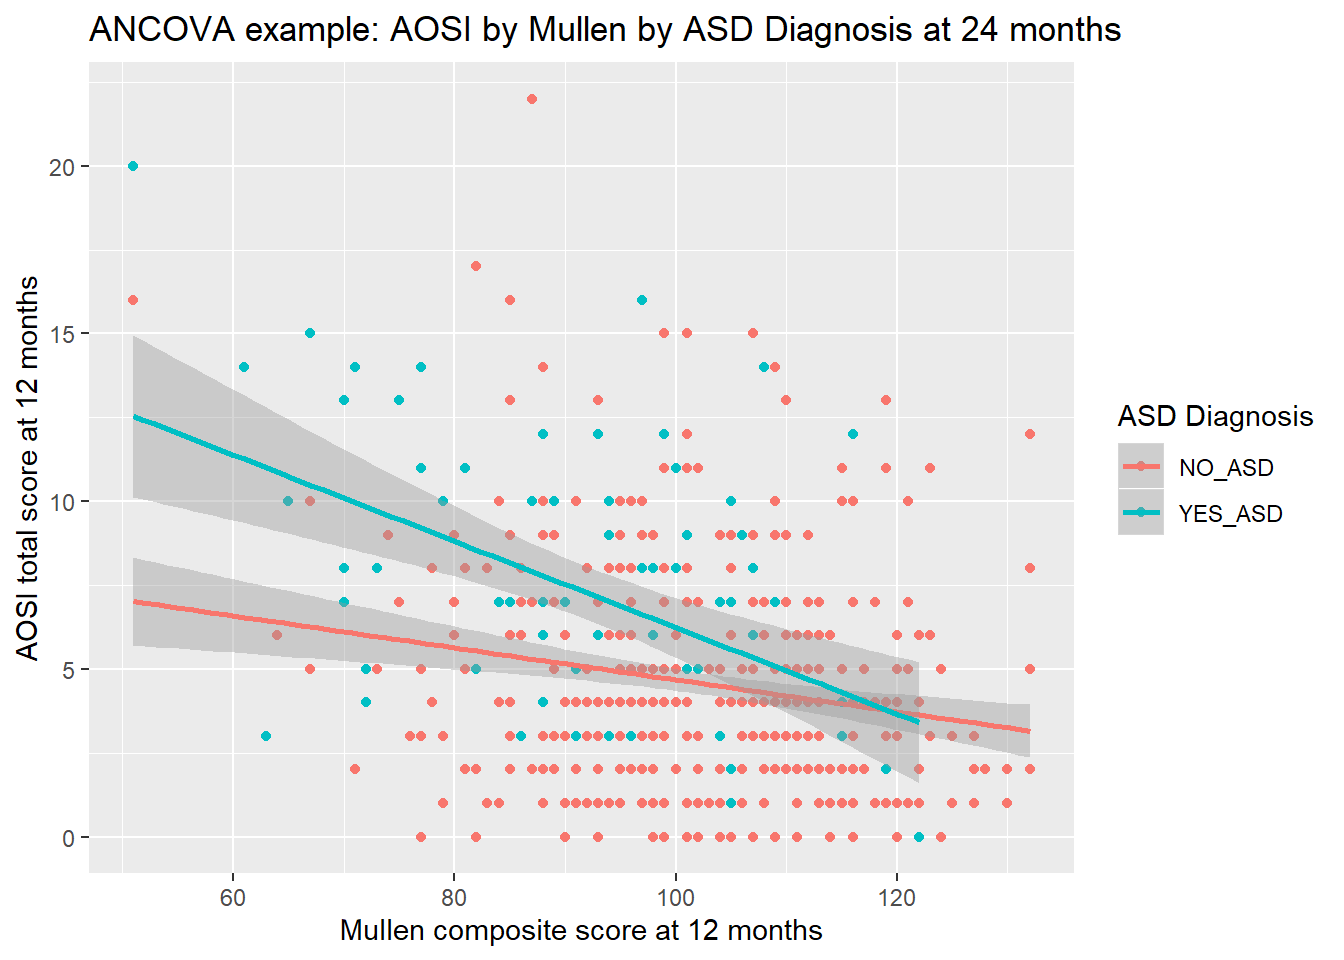 ANCOVA example: AOSI by Mullen by ASD Diagnosis at 24 months
AOSI total score at 12 months
20
15
10
5
0
60
80
100
120
Mullen composite score at 12 months
ASD Diagnosis
NO_ASD
YES_ASD